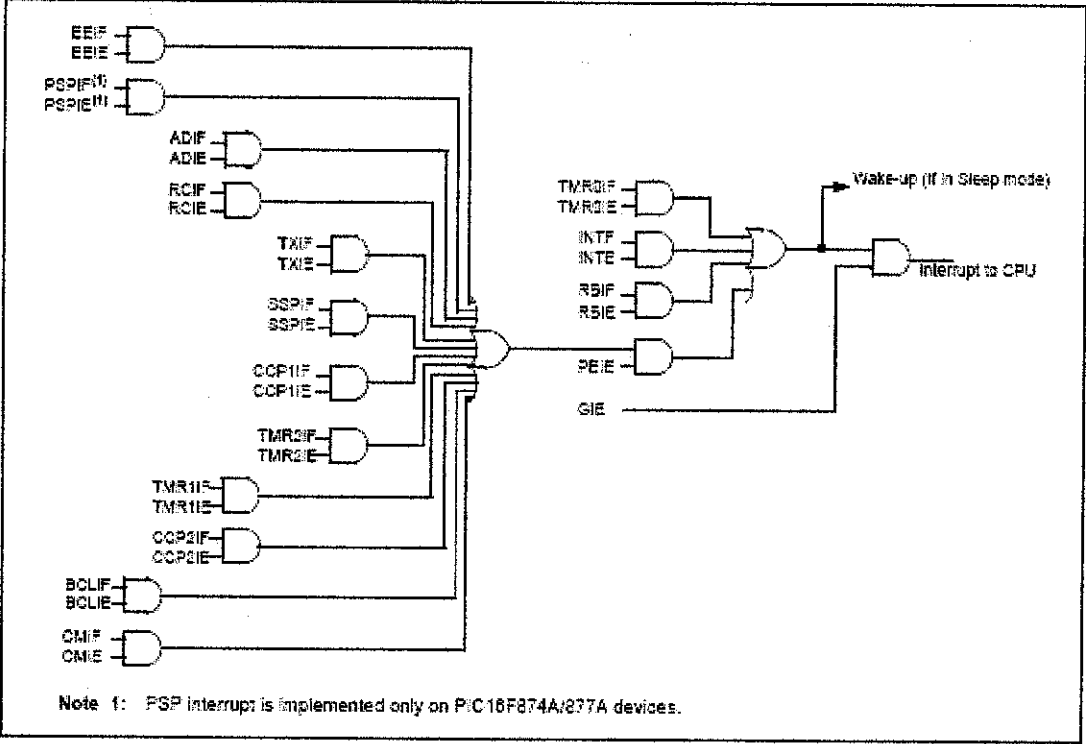 EEIF
EEIE
PSPIF(1)
PSPIE(1)
ADIF
ADIE
RCIF
RCIE
TXIF
TXIE
SSPIF
SSPIE
CCP1IF
CCP1IE
TMR2IF
TMR2IE
TMR1IF
TMR1IE
CCP2IF
CCP2IE
BCLIF
BCLIE
CMIF
CMIE
TMR0IF
TMR0IE
INTF
INTE
RBIF
RBIE
PEIE
GIE
Wake-up (If in Sleep mode)
Interrupt to CPU
Note 1: PSP interrupt is implemented only on PIC16F874A/877A devices.